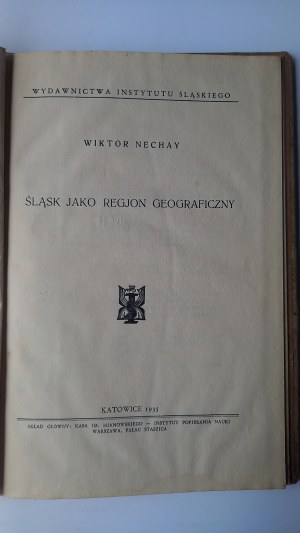 WYDAWNICTWA INSTYTUTU ŚLĄSKIEGO
WIKTOR NECHAY
ŚLĄSK JAKO REGJON GEOGRAFICZNY
KATOWICE 1935
SKŁAD GŁÓWNY: KASA IM. MIANOWSKIEGO — INSTYTUT POPIERANIA NAUKI
WARSZAWA, PAŁAC STASZICA